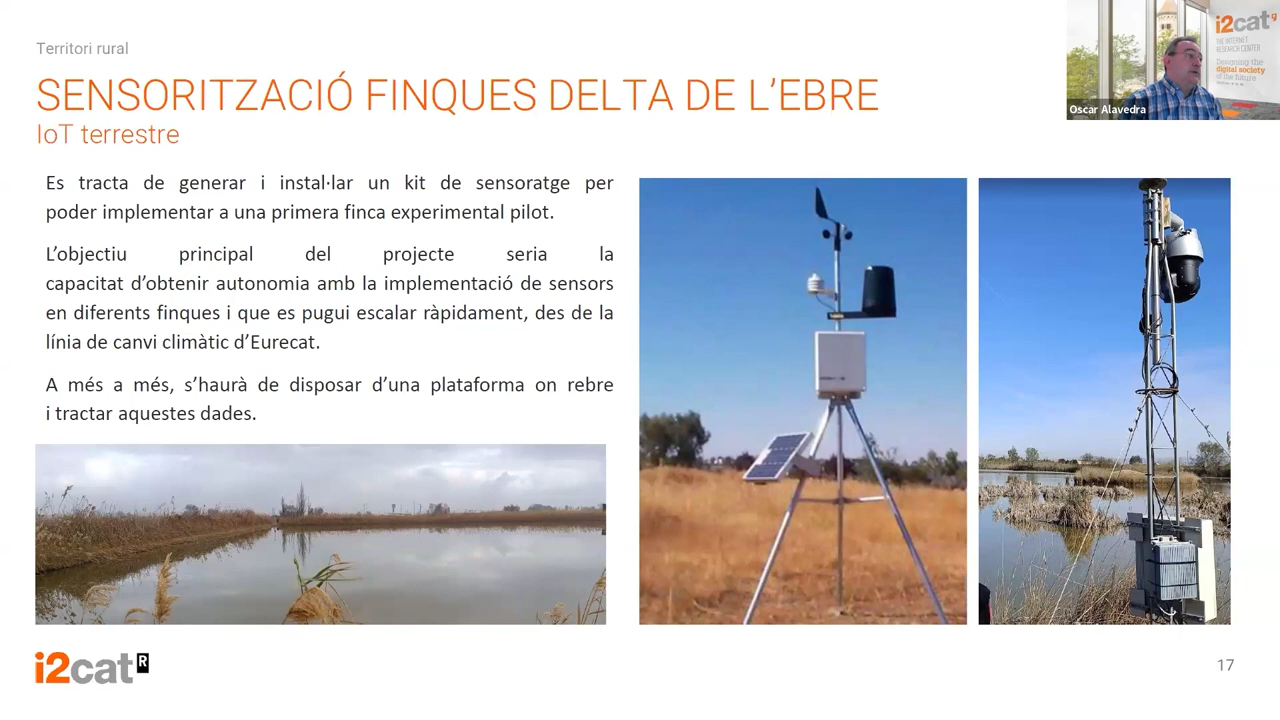 Territori rural
SENSORITZACIÓ FINQUES DELTA DE L'EBRE
IoT terrestre
Es tracta de generar i instal·lar un kit de sensoratge per
poder implementar a una primera finca experimental pilot.
L'objectiu principal del projecte seria la
capacitat d'obtenir autonomia amb la implementació de sensors
en diferents finques i que es pugui escalar ràpidament, des de la
línia de canvi climàtic d'Eurecat.
A més a més, s'haurà de disposar d'una plataforma on rebre
i tractar aquestes dades.
i2cat
THE INTERNET
RESEARCH CENTER
Designing the
digital society
of the future
Oscar Alavedra
i2cat R
17